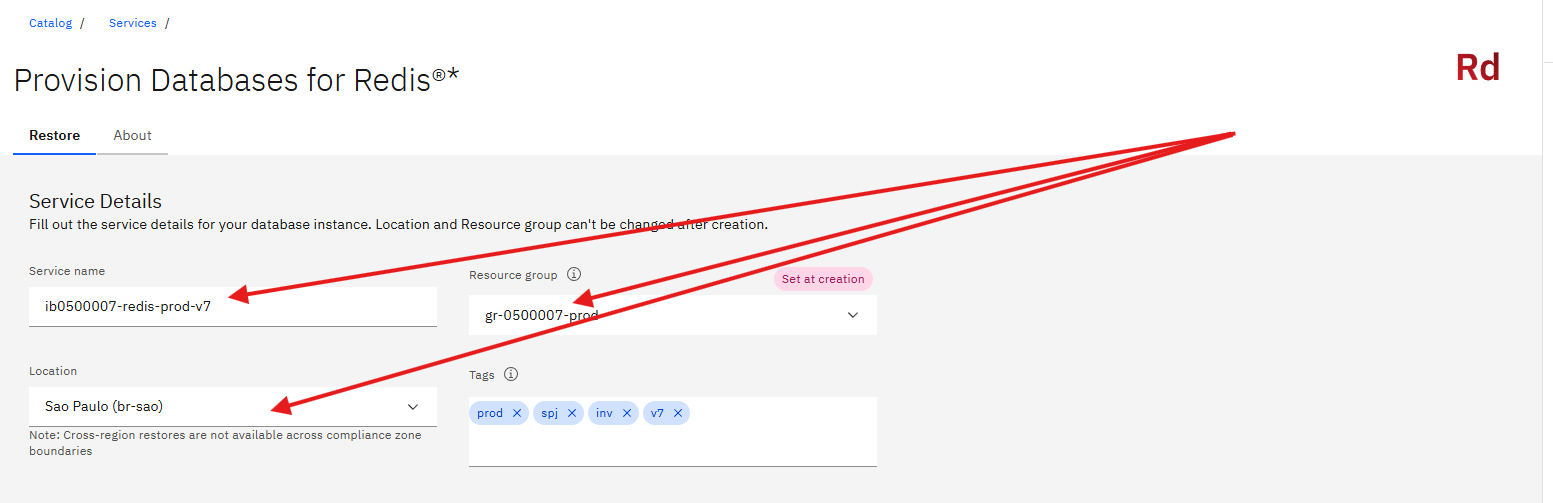 Catalog / Services /
Provision Databases for Redis®*
Rd
Restore About
Service Details
Fill out the service details for your database instance. Location and Resource group can't be changed after creation.
Service name
ib0500007-redis-prod-v7
Resource group
Set at creation
gr-0500007-prod
Location
Sao Paulo (br-sao)
Note: Cross-region restores are not available across compliance zone
boundaries
Tags
prod × spj × inv × v7 ×